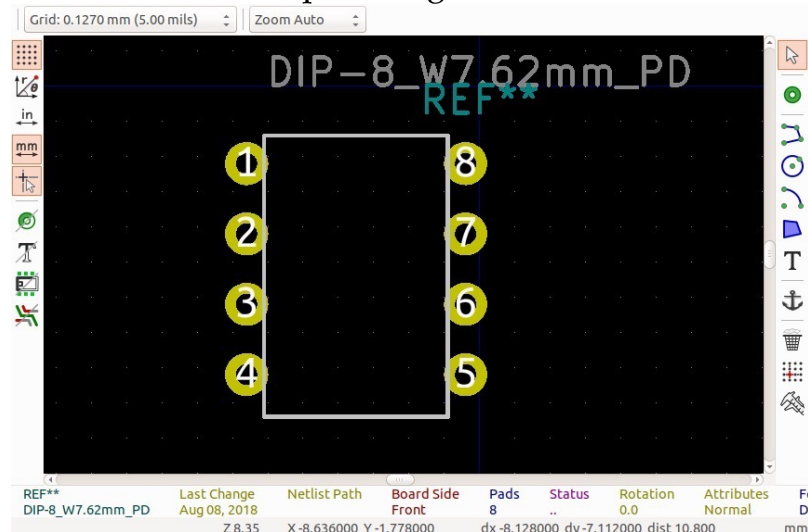 Grid: 0.1270 mm (5.00 mils)
Zoom Auto
in
mm
DIP-8_W7.62mm_PD
REF**
1
8
2
7
3
6
4
5
T
T
REF** Last Change Netlist Path Board Side Pads Status Rotation Attributes
DIP-8_W7.62mm_PD Aug 08, 2018 Front 8 .. 0.0 Normal
Z 8.35 X -8.636000 Y -1.778000 dx -8.128000 dy -7.112000 dist 10.800 mm